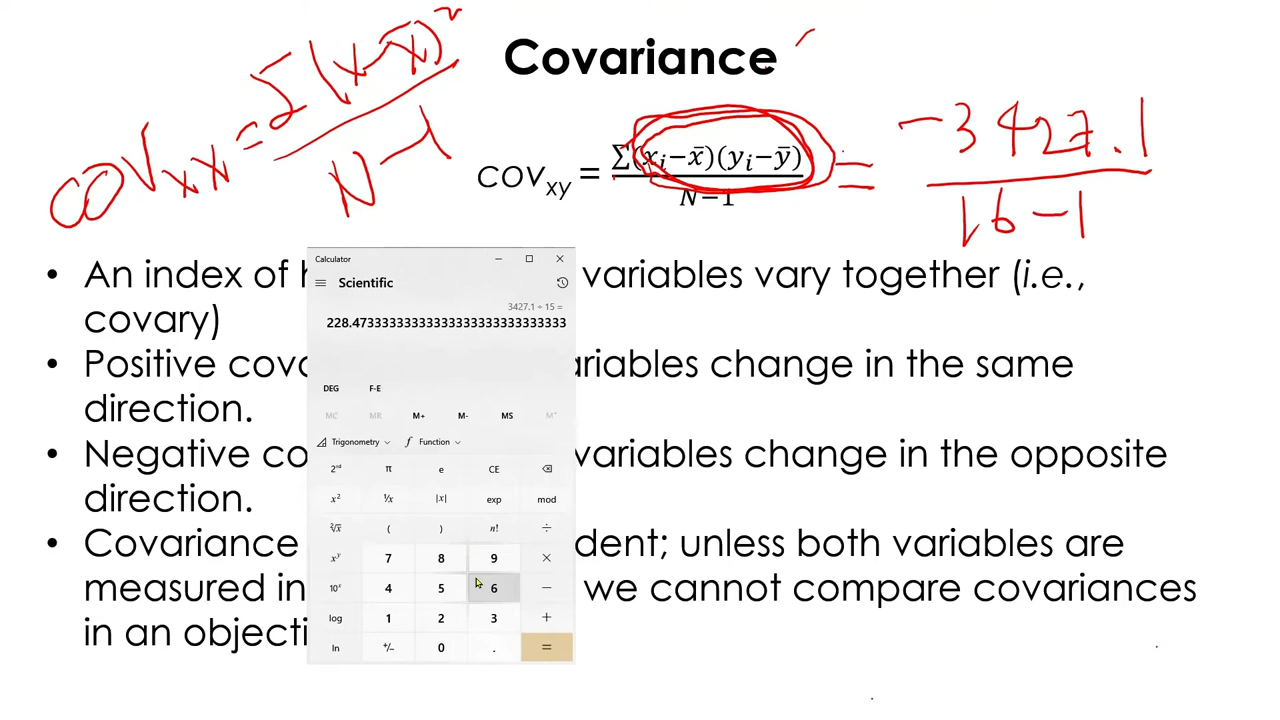 Covariance
COVxx = Σ(x-x̄)² / N-1
COVxy = Σ(xᵢ−x̄)(yᵢ−ȳ) / N−1 = -3427.1 / 16-1
• An index of h variables vary together (i.e.,
covary)
• Positive cova ariables change in the same
direction.
• Negative co variables change in the opposite
direction.
• Covariance dent; unless both variables are
measured in we cannot compare covariances
in an objecti
Calculator
Scientific
3427.1 ÷ 15 =
228.47333333333333333333333333333
DEG F-E
MC MR M+ M- MS M˅
Trigonometry f Function
2ⁿᵈ π e CE
x² ¹/x |x| exp mod
²√x ( ) n! ÷
xʸ 7 8 9 ×
10ˣ 4 5 6 −
log 1 2 3 +
ln +/− 0 . =